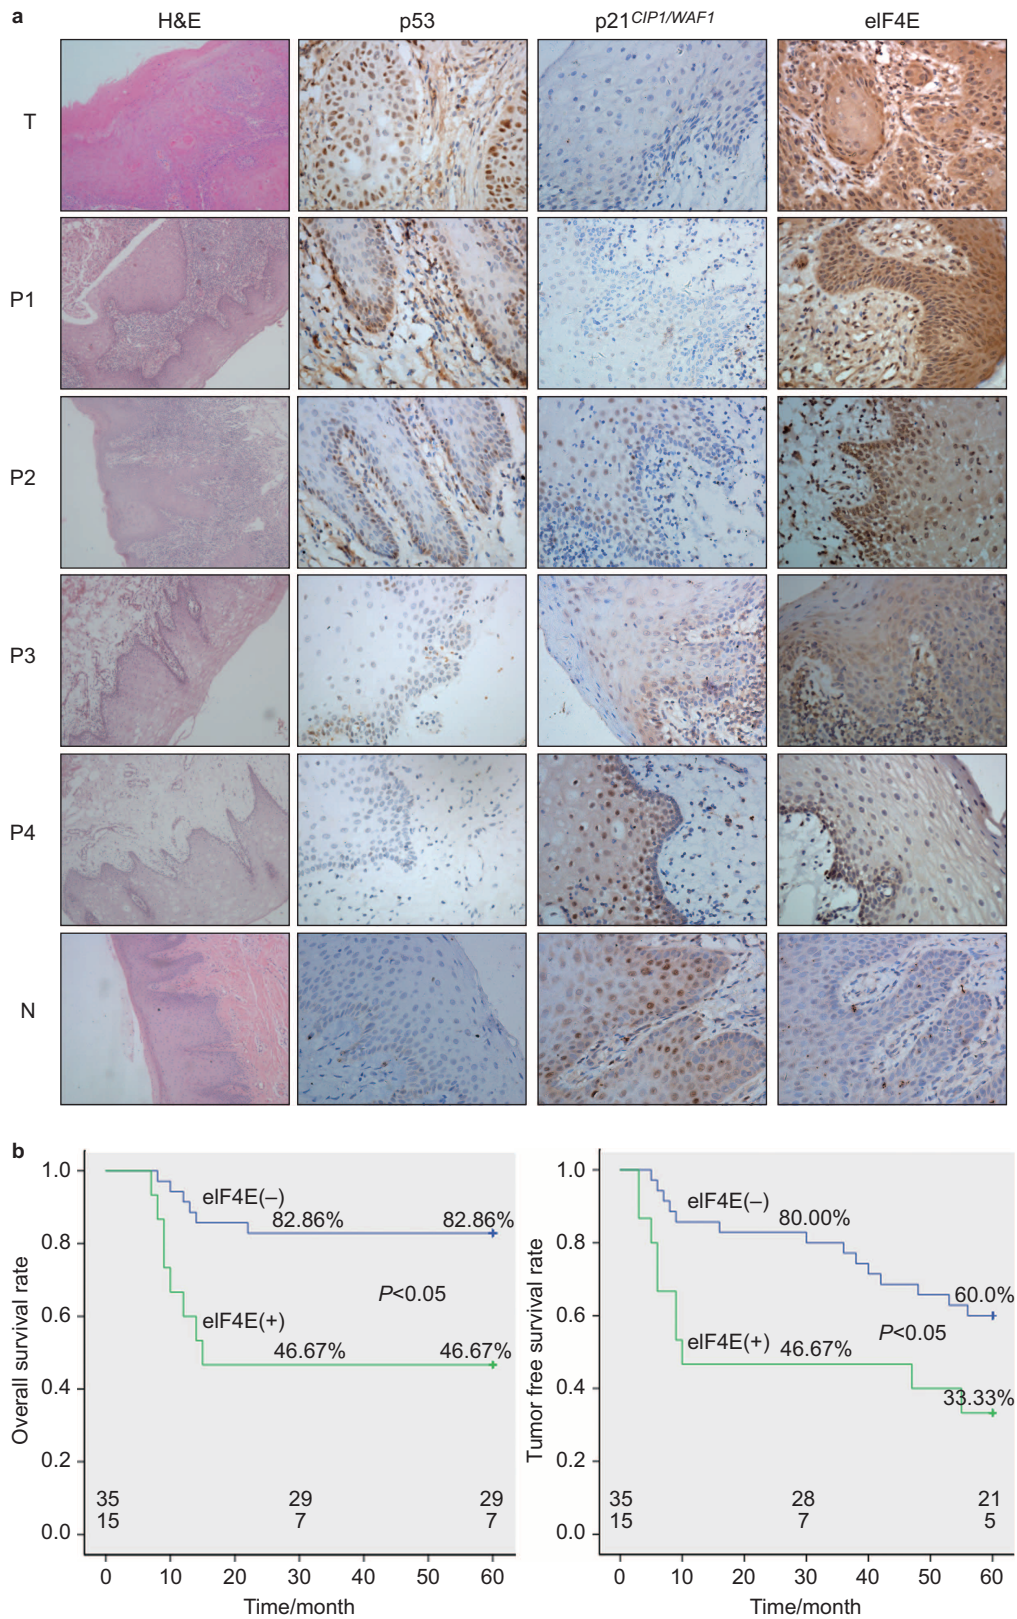 a
H&E p53 p21CIP1/WAF1 eIF4E
T
P1
P2
P3
P4
N
b
Overall survival rate
1.0
0.8
0.6
0.4
0.2
0.0
eIF4E(–)
82.86% 82.86%
P<0.05
eIF4E(+)
46.67% 46.67%
35 29 29
15 7 7
0 10 20 30 40 50 60
Time/month
Tumor free survival rate
1.0
0.8
0.6
0.4
0.2
0.0
eIF4E(–)
80.00%
60.0%
P<0.05
eIF4E(+) 46.67%
33.33%
35 28 21
15 7 5
0 10 20 30 40 50 60
Time/month